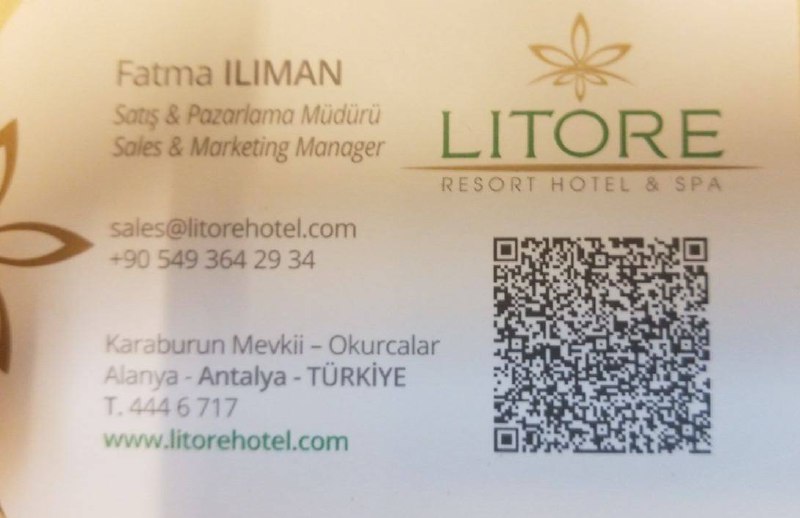 Fatma ILIMAN
Satış & Pazarlama Müdürü
Sales & Marketing Manager
LITORE
RESORT HOTEL & SPA
sales@litorehotel.com
+90 549 364 29 34
Karaburun Mevkii – Okurcalar
Alanya - Antalya - TÜRKİYE
T. 444 6 717
www.litorehotel.com